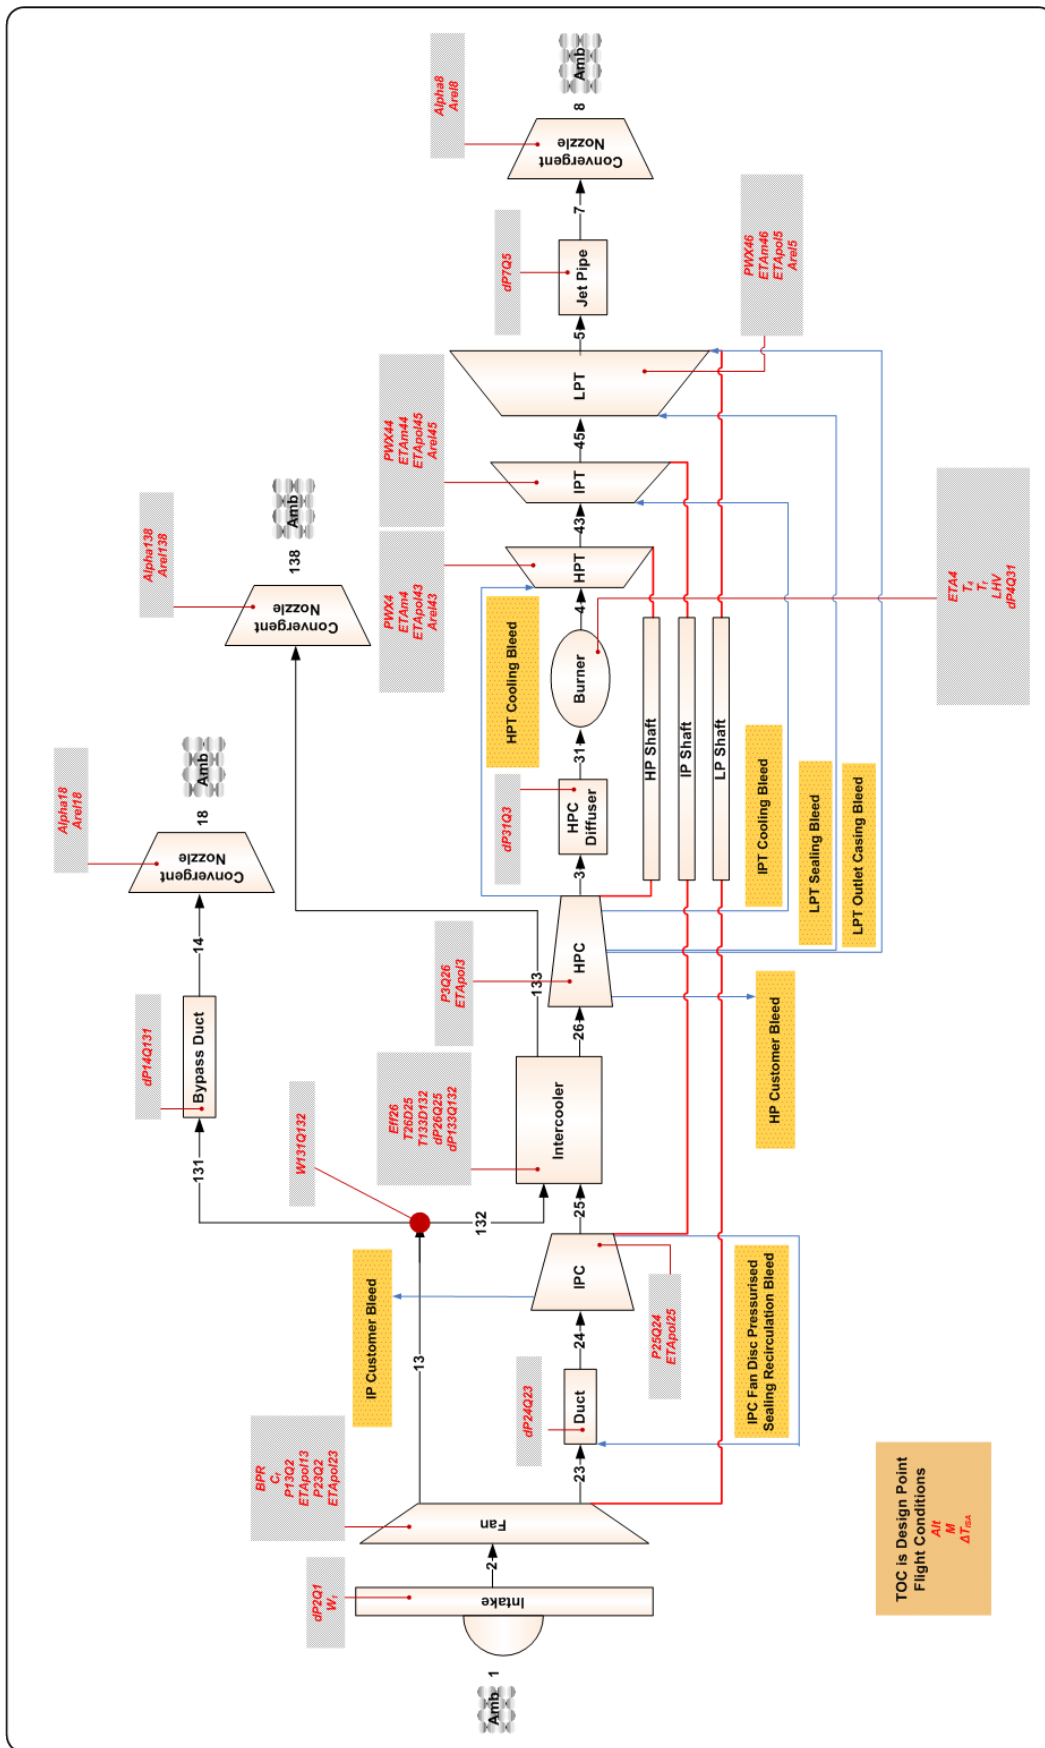 Amb
1
Intake
dP2Q1
W₁
2
Fan
BPR
Cᵣ
P13Q2
ETApol13
P23Q2
ETApol23
13
23
Duct
dP24Q23
24
IPC
P25Q24
ETApol25
IP Customer Bleed
IPC Fan Disc Pressurised
Sealing Recirculation Bleed
25
W131Q132
131
132
Bypass Duct
dP14Q131
14
Convergent
Nozzle
Alpha18
Arel18
18
Amb
Intercooler
Eff26
T26D25
T133D132
dP26Q25
dP133Q132
26
133
Convergent
Nozzle
Alpha138
Arel138
138
Amb
HPC
P3Q26
ETApol3
HP Customer Bleed
3
HPC
Diffuser
dP31Q3
31
Burner
ETA4
T₄
Tᵣ
LHV
dP4Q31
4
HPT Cooling Bleed
HPT
PWX4
ETAm4
ETApol43
Arel43
43
IPT
PWX44
ETAm44
ETApol45
Arel45
45
LPT
PWX46
ETAm46
ETApol5
Arel5
5
Jet Pipe
dP7Q5
7
Convergent
Nozzle
Alpha8
Arel8
8
Amb
HP Shaft
IP Shaft
LP Shaft
IPT Cooling Bleed
LPT Sealing Bleed
LPT Outlet Casing Bleed
TOC is Design Point
Flight Conditions
Alt
M
ΔT_ISA